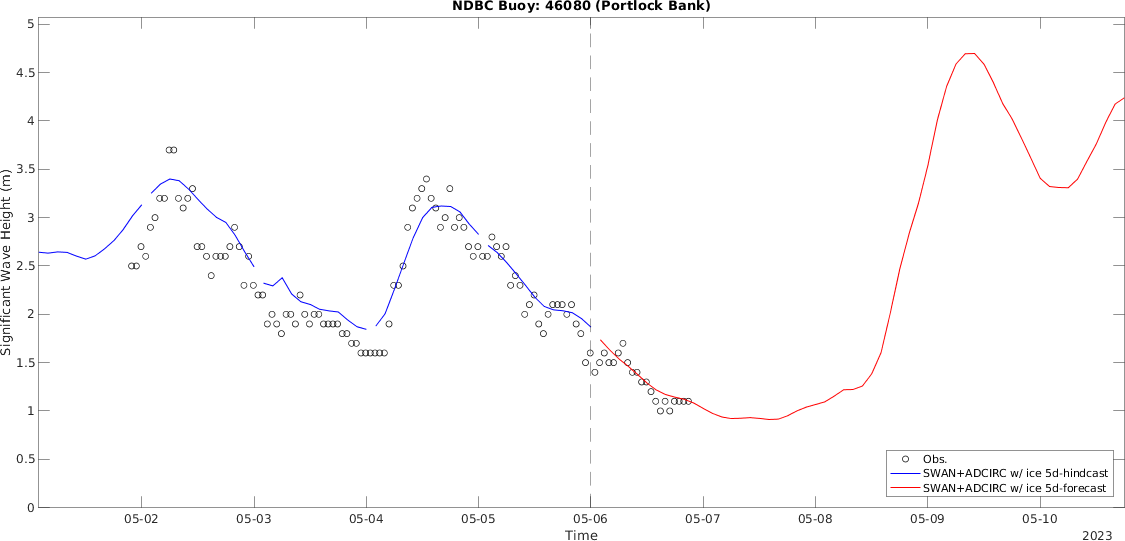 NDBC Buoy: 46080 (Portlock Bank)
5
4.5
4
3.5
3
2.5
2
1.5
1
0.5
0
Significant Wave Height (m)
Obs.
SWAN+ADCIRC w/ ice 5d-hindcast
SWAN+ADCIRC w/ ice 5d-forecast
05-02 05-03 05-04 05-05 05-06 05-07 05-08 05-09 05-10
Time
2023